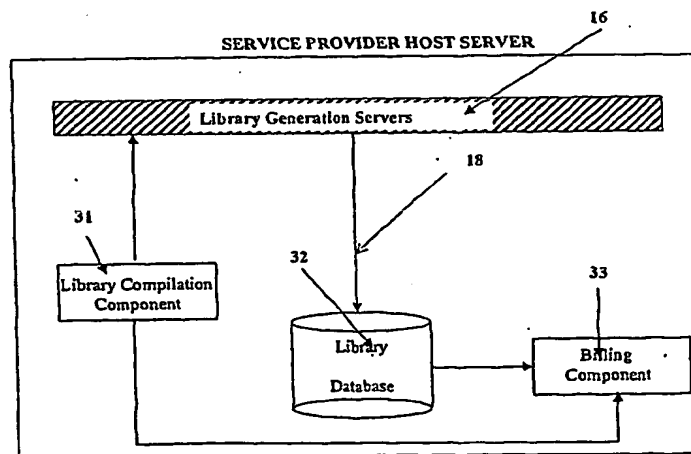 16
SERVICE PROVIDER HOST SERVER
Library Generation Servers
18
31
32
33
Library Compilation
Component
Library
Database
Billing
Component